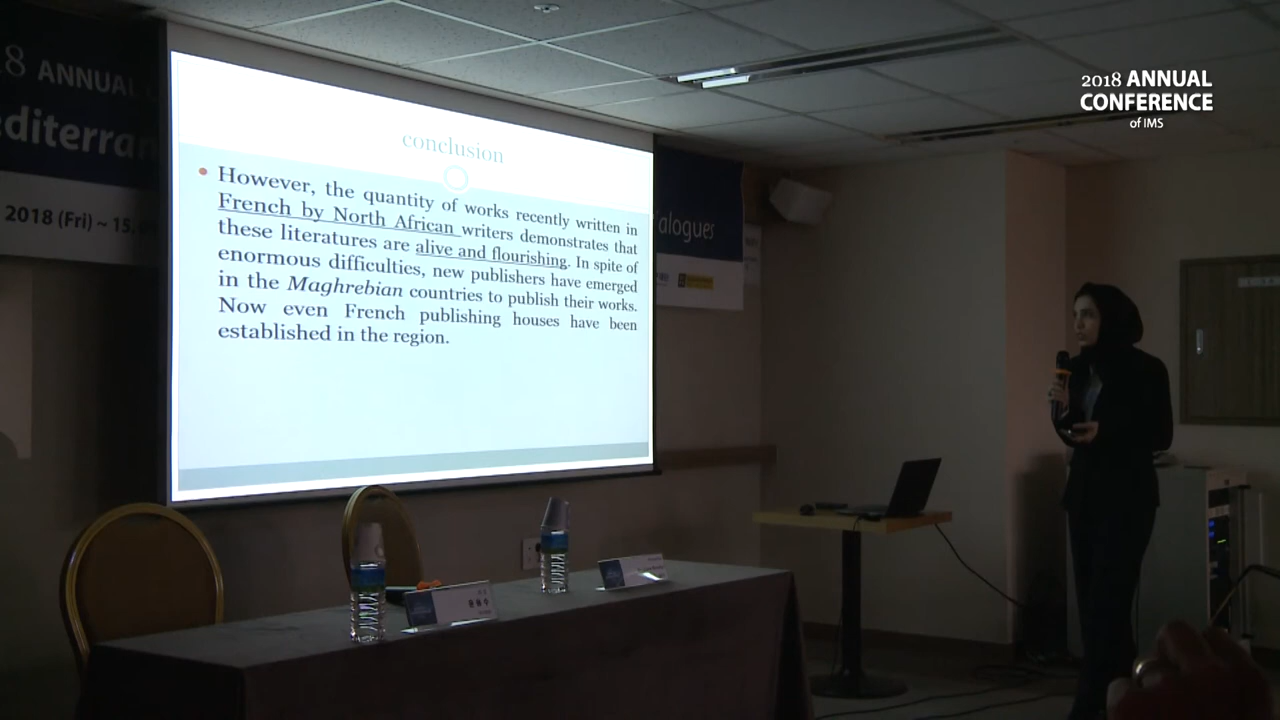 2018 ANNUAL
CONFERENCE
of IMS
8 ANNUAL
editerran
2018 (Fri) ~ 15,
conclusion
However, the quantity of works recently written in
French by North African writers demonstrates that
these literatures are alive and flourishing. In spite of
enormous difficulties, new publishers have emerged
in the Maghrebian countries to publish their works.
Now even French publishing houses have been
established in the region.
alogues